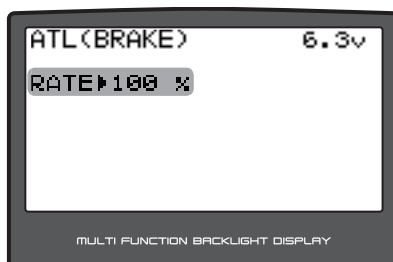 ATL(BRAKE) 6.3v
RATE▶100 %
MULTI FUNCTION BACKLIGHT DISPLAY